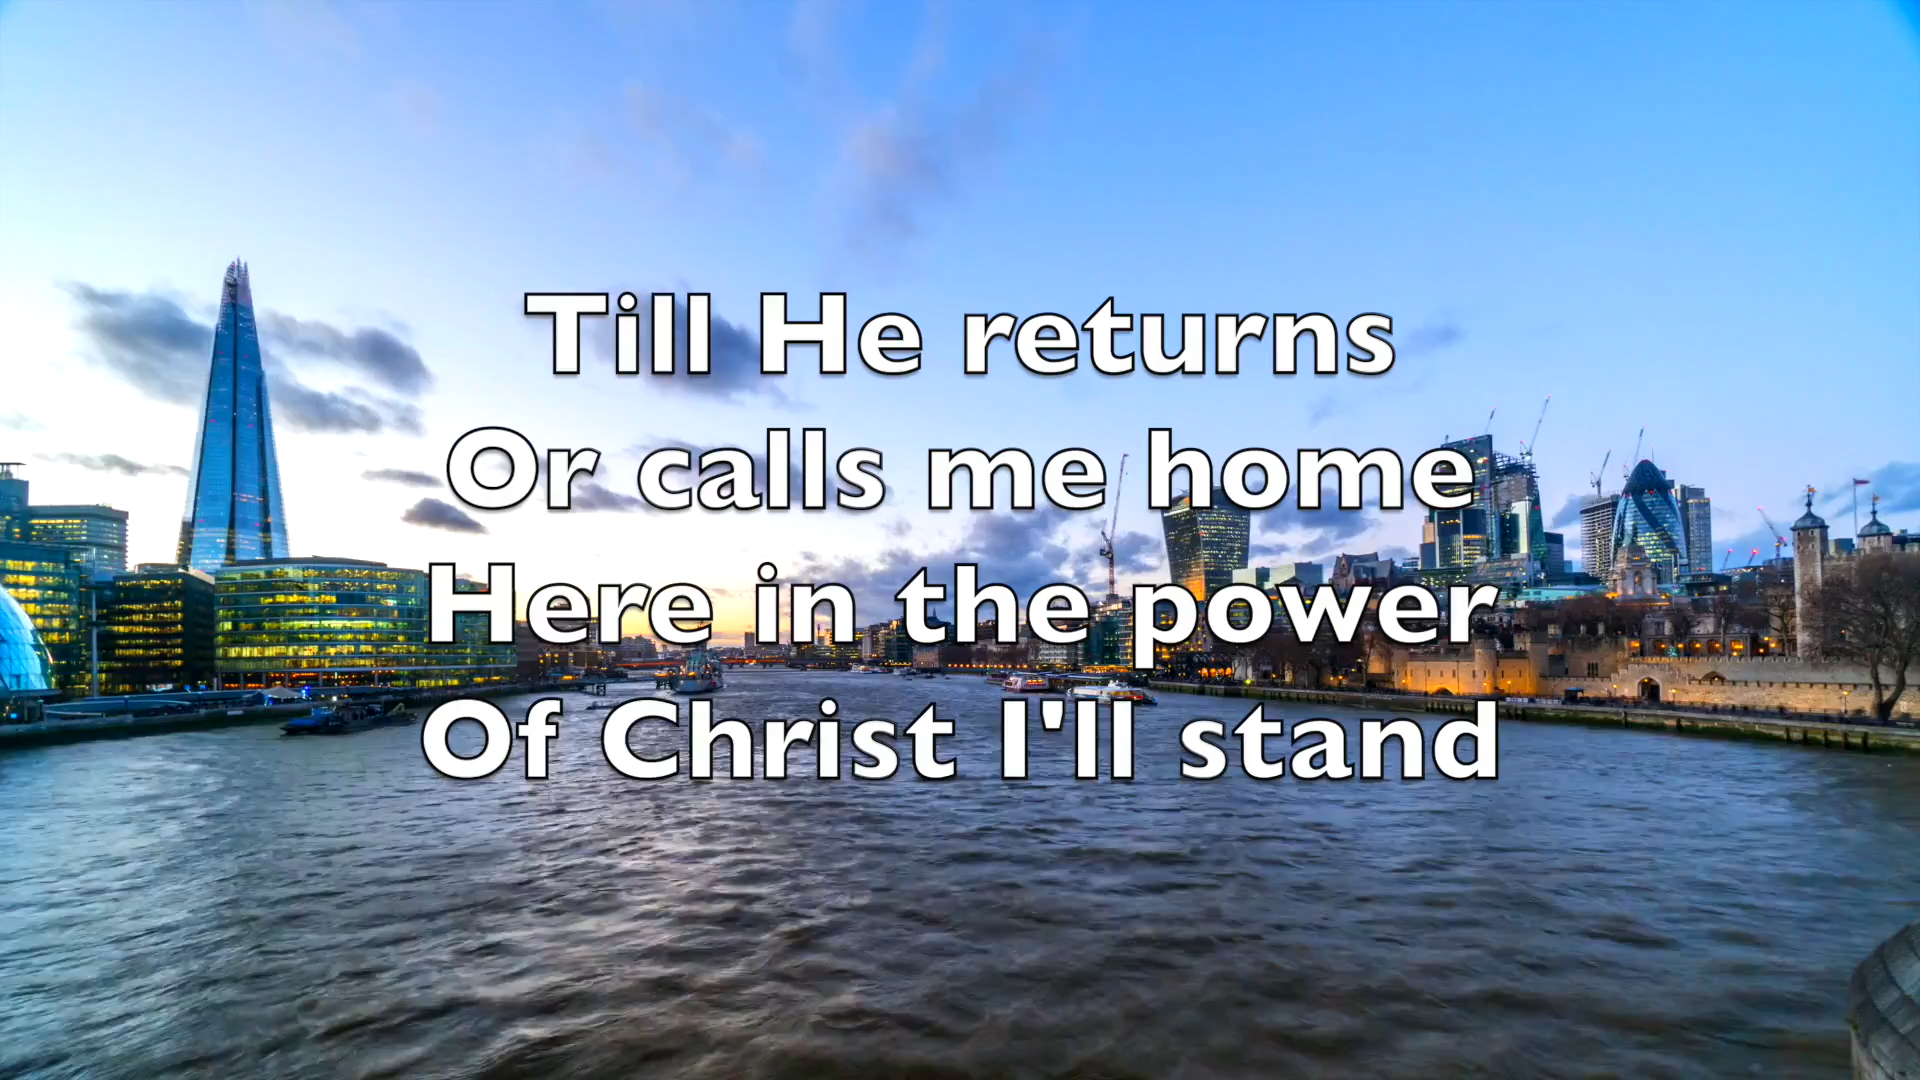 Till He returns
Or calls me home
Here in the power
Of Christ I'll stand